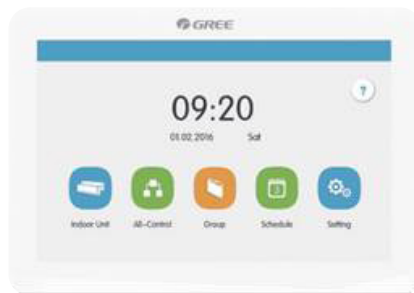 GREE
?
09:20
01.02.2016 Sat
Indoor Unit All-Control Group Schedule Setting